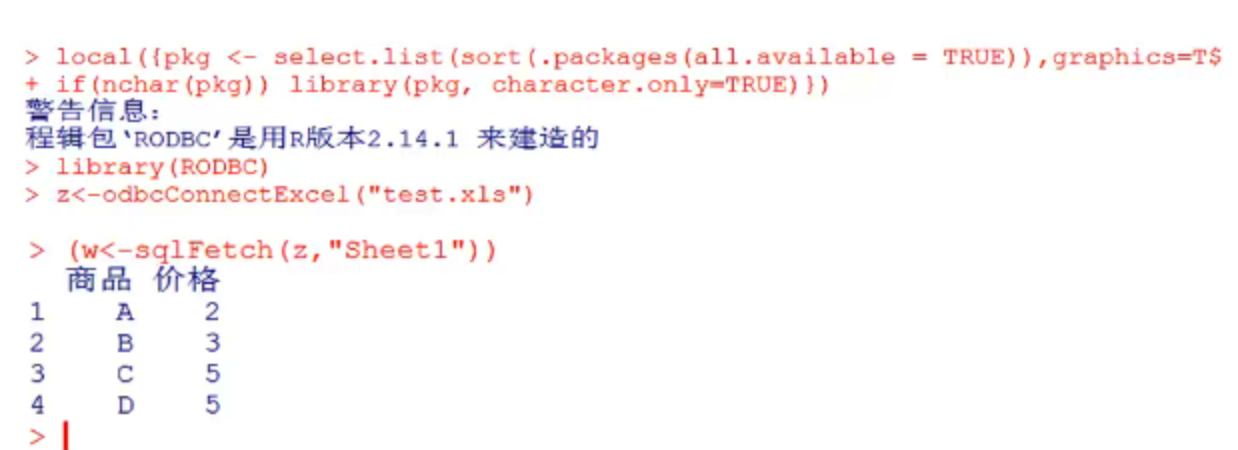 > local({pkg <- select.list(sort(.packages(all.available = TRUE)),graphics=T$
+ if(nchar(pkg)) library(pkg, character.only=TRUE)})
警告信息:
程辑包‘RODBC’是用R版本2.14.1 来建造的
> library(RODBC)
> z<-odbcConnectExcel("test.xls")
> (w<-sqlFetch(z,"Sheet1"))
商品 价格
1 A 2
2 B 3
3 C 5
4 D 5
>